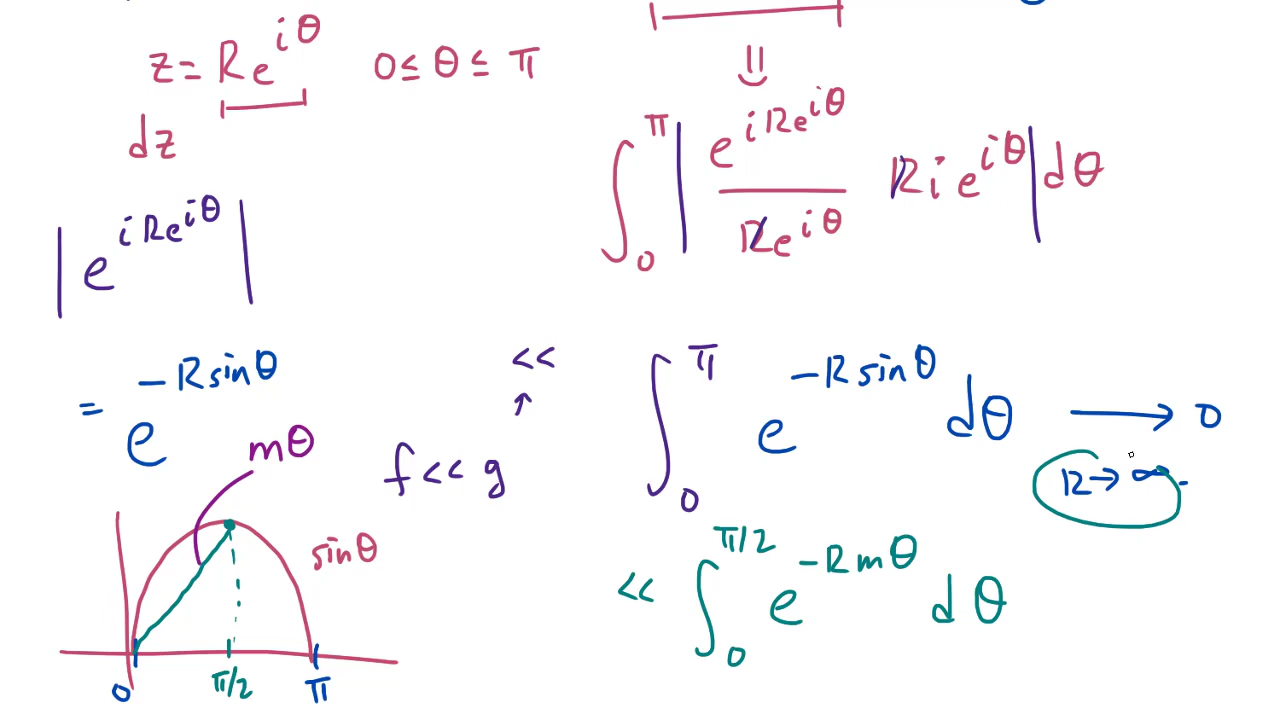 z = Re^{iθ} 0 ≤ θ ≤ π
dz
||
∫_0^π | e^{iRe^{iθ}} / Re^{iθ} Rie^{iθ} | dθ
| e^{iRe^{iθ}} |
= e^{-R sinθ}
<<
↑
f << g
∫_0^π e^{-R sinθ} dθ → 0
R → ∞
mθ
sinθ
0 π/2 π
<< ∫_0^{π/2} e^{-Rmθ} dθ